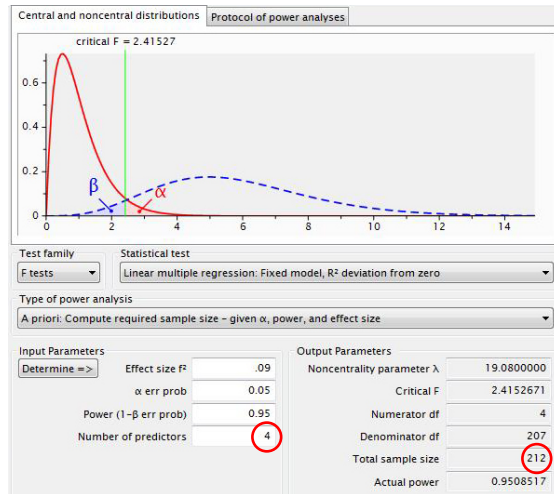 Central and noncentral distributions Protocol of power analyses
critical F = 2.41527
0.6
0.4
0.2
0
β α
0 2 4 6 8 10 12 14
Test family Statistical test
F tests Linear multiple regression: Fixed model, R² deviation from zero
Type of power analysis
A priori: Compute required sample size – given α, power, and effect size
Input Parameters Output Parameters
Determine => Effect size f² .09 Noncentrality parameter λ 19.0800000
α err prob 0.05 Critical F 2.4152671
Power (1-β err prob) 0.95 Numerator df 4
Number of predictors 4 Denominator df 207
Total sample size 212
Actual power 0.9508517